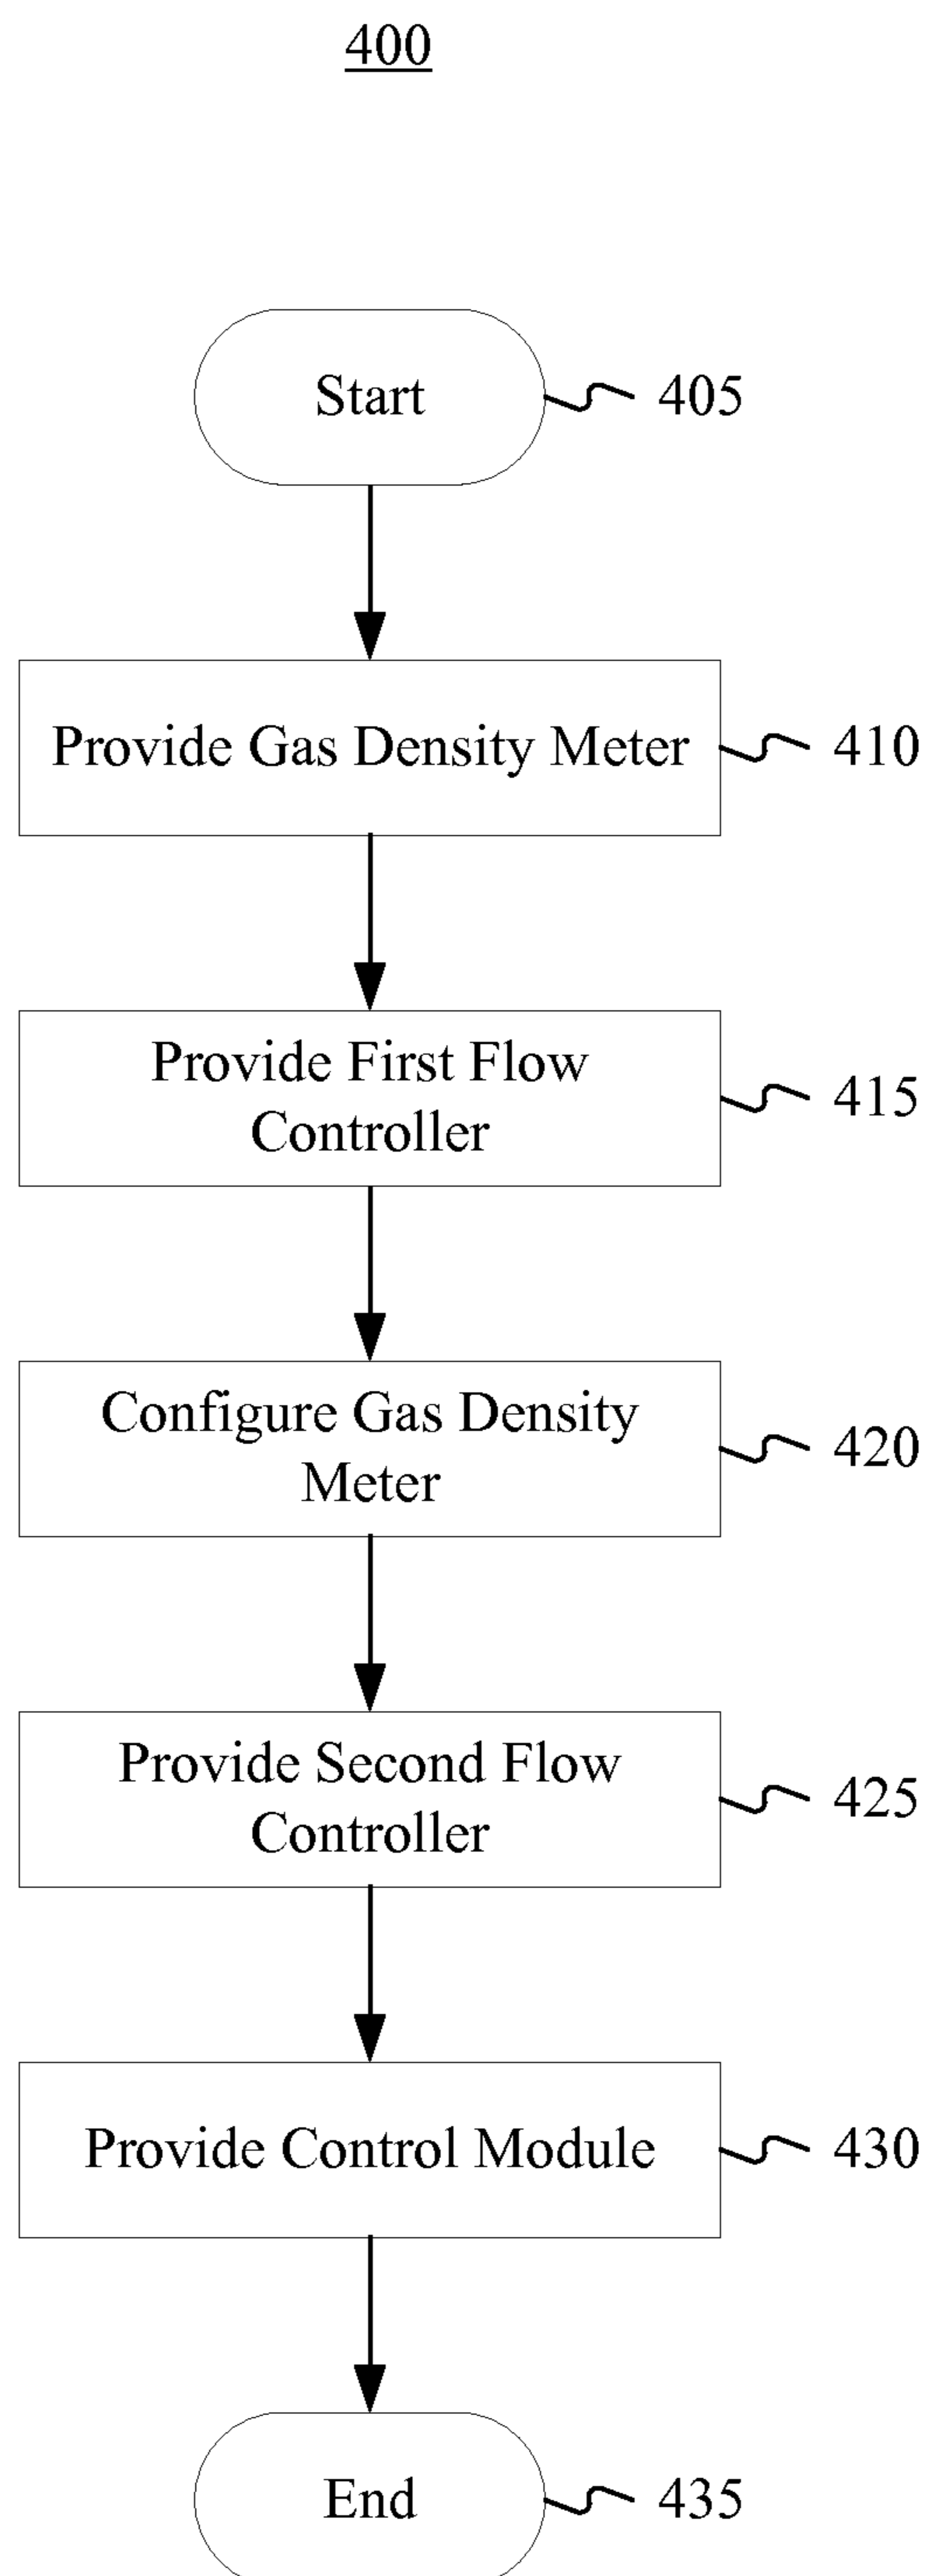 400
Start
405
Provide Gas Density Meter
410
Provide First Flow
Controller
415
Configure Gas Density
Meter
420
Provide Second Flow
Controller
425
Provide Control Module
430
End
435